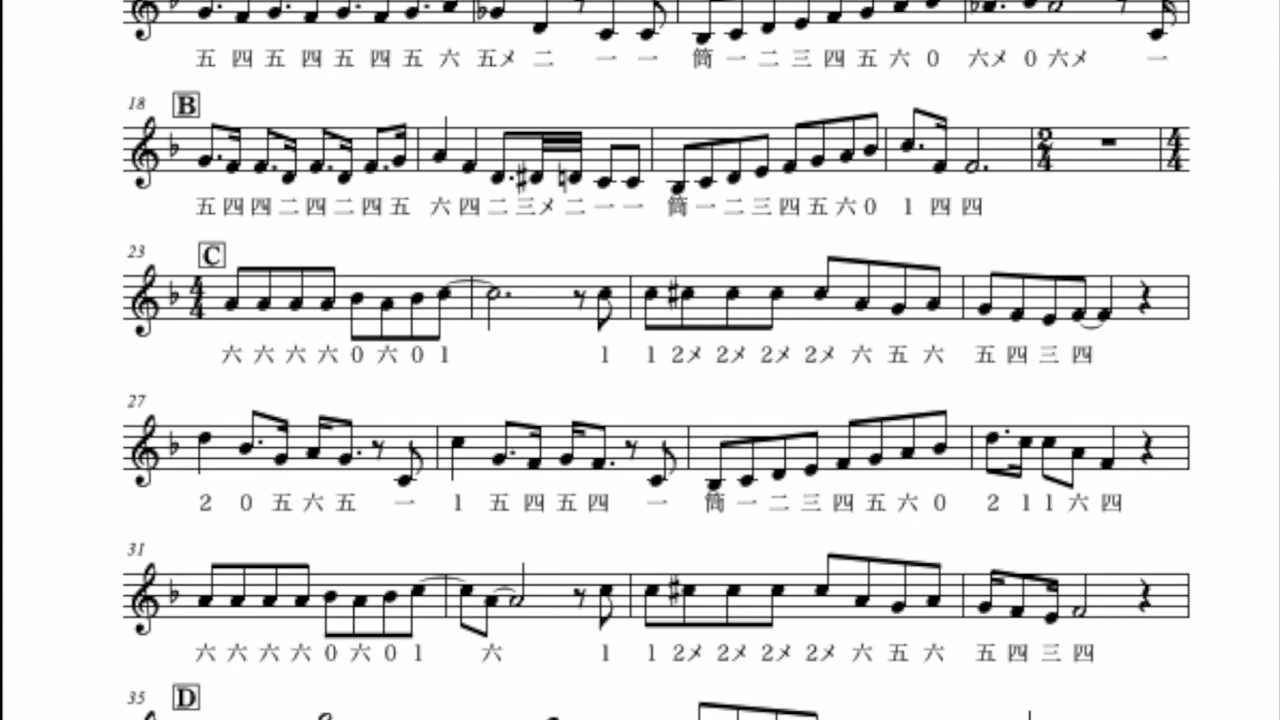 五 四 五 四 五 四 五 六 五メ 二 一 一 筒 一 二 三 四 五 六 0 六メ 0 六メ 一
18 B
2 4 4 4
五 四 四 二 四 二 四 五 六 四 二 三メ 二 一 一 筒 一 二 三 四 五 六 0 1 四 四
23 C
4 4
六 六 六 六 0 六 0 1 1 1 2メ 2メ 2メ 2メ 六 五 六 五 四 三 四
27
2 0 五 六 五 一 1 五 四 五 四 一 筒 一 二 三 四 五 六 0 2 1 1 六 四
31
六 六 六 六 0 六 0 1 六 1 1 2メ 2メ 2メ 2メ 六 五 六 五 四 三 四
35 D